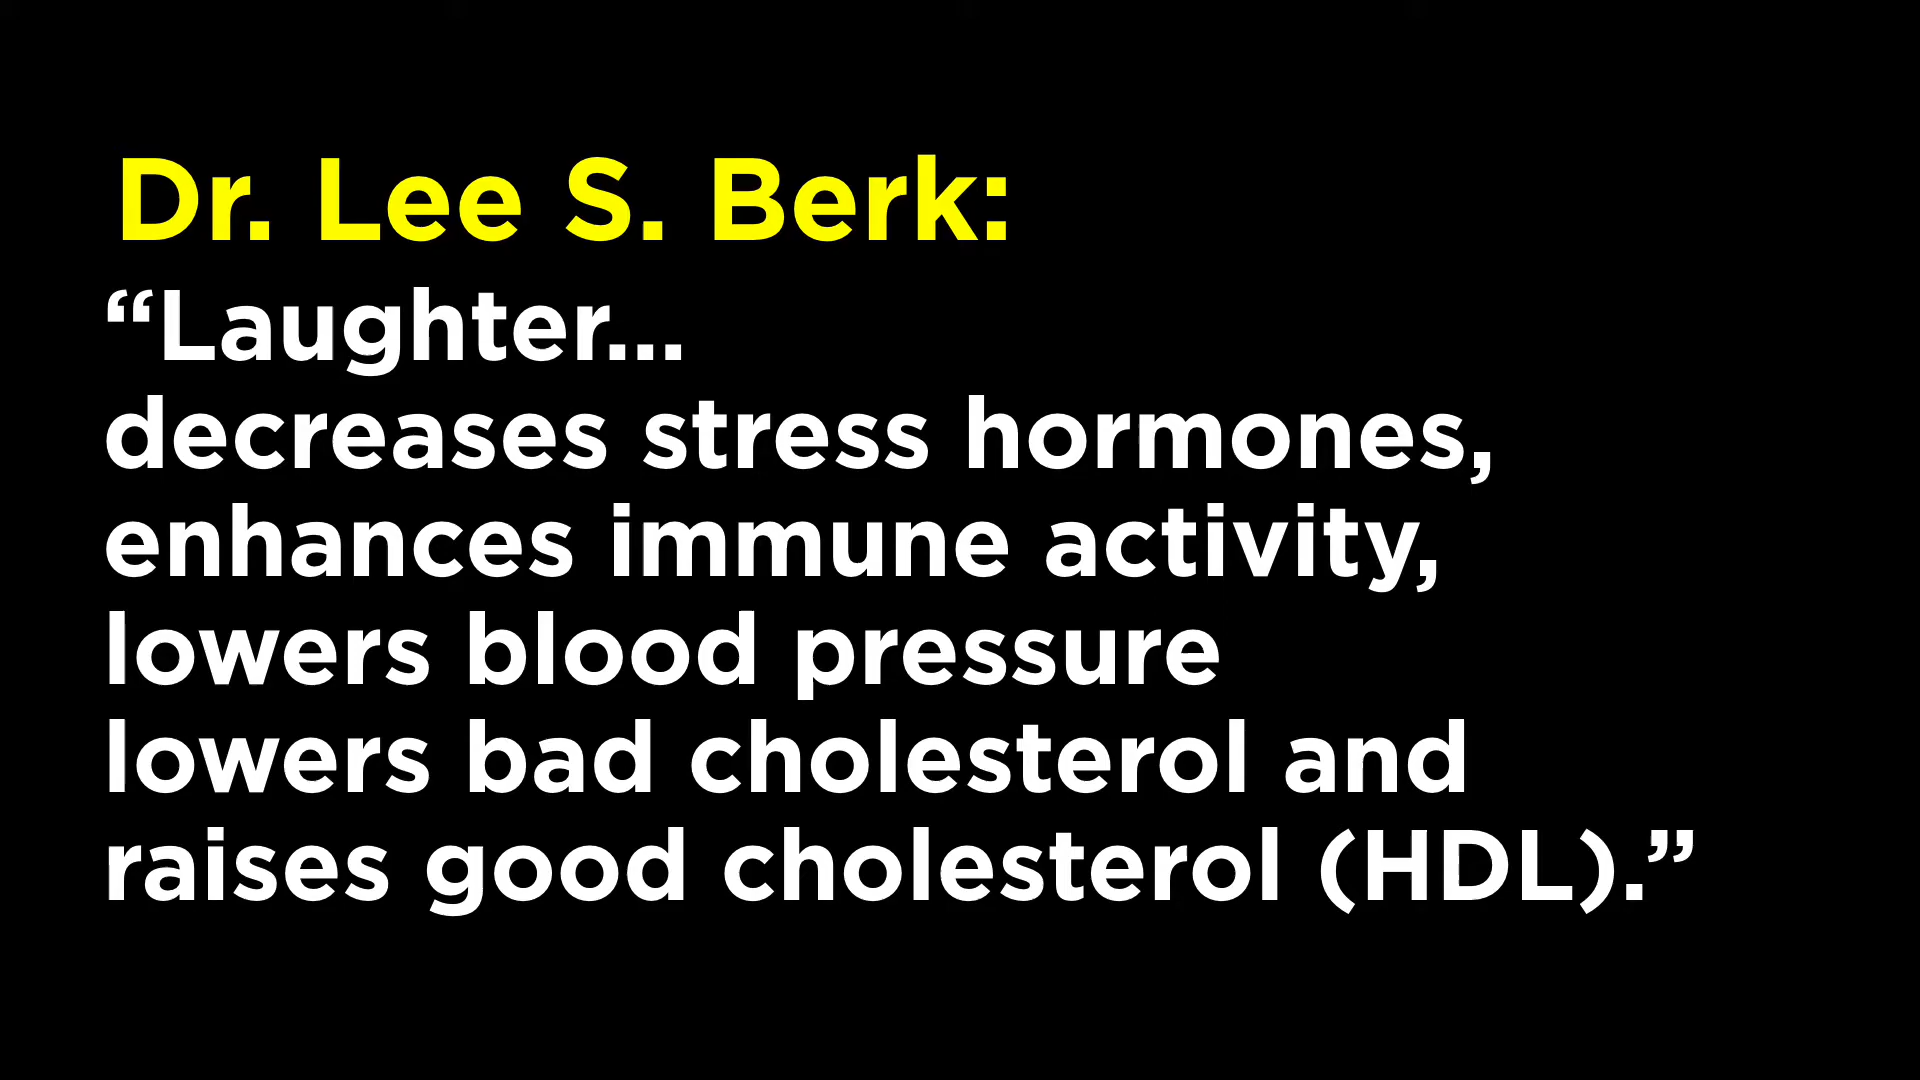 Dr. Lee S. Berk:
“Laughter...
decreases stress hormones,
enhances immune activity,
lowers blood pressure
lowers bad cholesterol and
raises good cholesterol (HDL).”